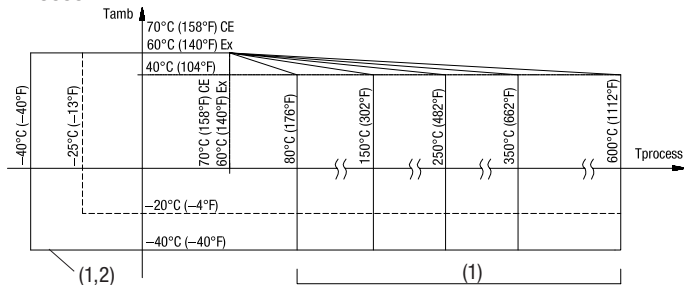 Tamb
70°C (158°F) CE
60°C (140°F) Ex
40°C (104°F)
–40°C (–40°F)
–25°C (–13°F)
70°C (158°F) CE
60°C (140°F) Ex
80°C (176°F)
150°C (302°F)
250°C (482°F)
350°C (662°F)
600°C (1112°F)
Tprocess
–20°C (–4°F)
–40°C (–40°F)
(1,2)
(1)